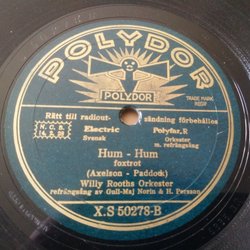 POLYDOR
POLYDOR
TRADE MARK
REG'D
Rätt till radiout- sändning förbehålles
N.C.B. Electric Polyfar, R
Svensk Orkester
m. refrängsång
Hum - Hum
foxtrot
(Axelson - Paddock)
Willy Rooths Orkester
refrängsång av Gull-Maj Norin & H. Persson
X.S 50278-B